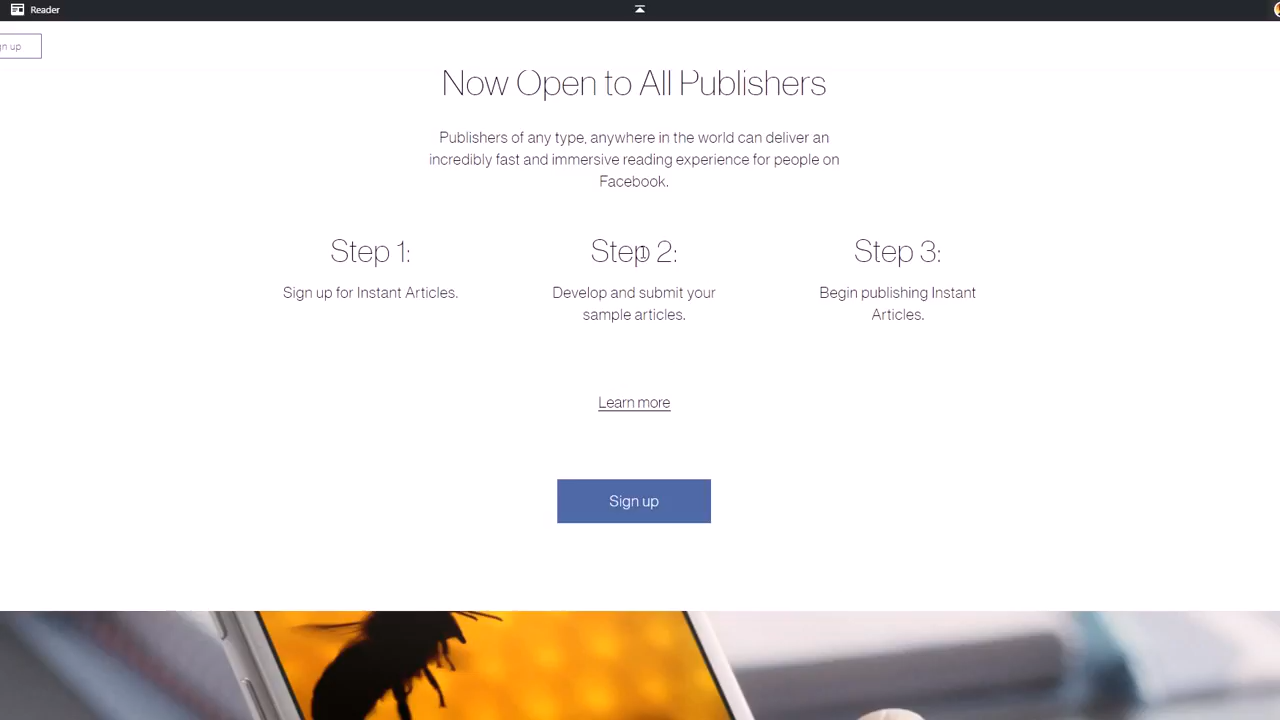 Reader
gn up
Now Open to All Publishers
Publishers of any type, anywhere in the world can deliver an
incredibly fast and immersive reading experience for people on
Facebook.
Step 1:
Sign up for Instant Articles.
Step 2:
Develop and submit your
sample articles.
Step 3:
Begin publishing Instant
Articles.
Learn more
Sign up